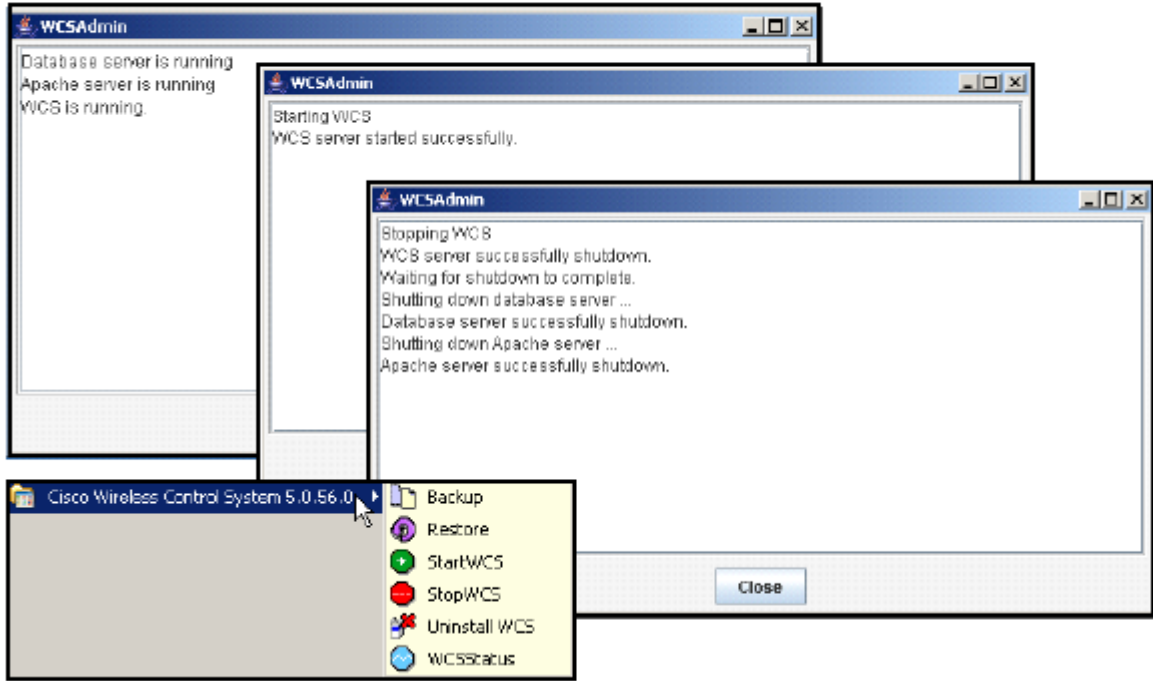 WCSAdmin
Database server is running
Apache server is running
WCS is running.
WCSAdmin
Starting WCS
WCS server started successfully.
WCSAdmin
Stopping WCS
WCS server successfully shutdown.
Waiting for shutdown to complete.
Shutting down database server ...
Database server successfully shutdown.
Shutting down Apache server ...
Apache server successfully shutdown.
Close
Cisco Wireless Control System 5.0.56.0
Backup
Restore
StartWCS
StopWCS
Uninstall WCS
WCSStatus